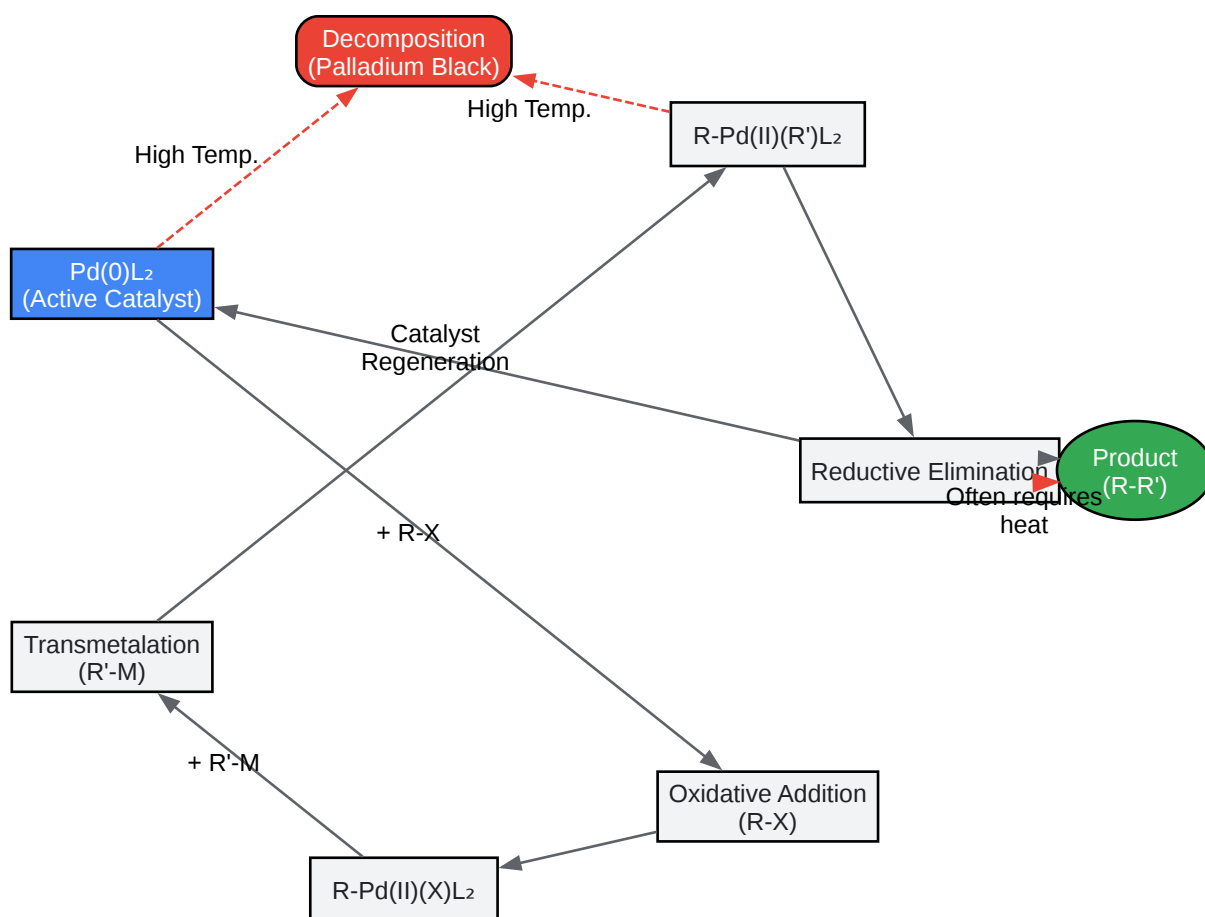 Decomposition
(Palladium Black)
High Temp.
R-Pd(II)(R')L₂
High Temp.
Pd(0)L₂
(Active Catalyst)
Catalyst
Regeneration
Reductive Elimination
Product
(R-R')
Often requires
heat
+ R-X
Transmetalation
(R'-M)
+ R'-M
Oxidative Addition
(R-X)
R-Pd(II)(X)L₂